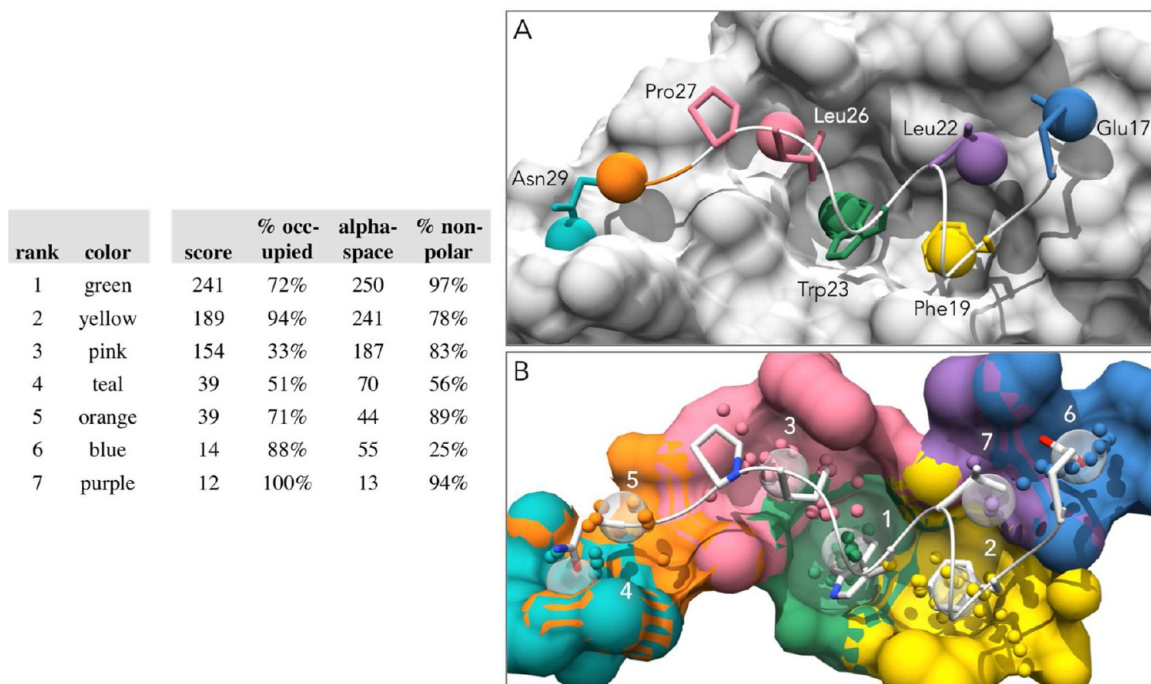 rank color score % occ-upied alpha-space % non-polar
1 green 241 72% 250 97%
2 yellow 189 94% 241 78%
3 pink 154 33% 187 83%
4 teal 39 51% 70 56%
5 orange 39 71% 44 89%
6 blue 14 88% 55 25%
7 purple 12 100% 13 94%
A
Pro27
Leu26
Leu22
Glu17
Asn29
Trp23
Phe19
B
6
3
7
5
1
2
4